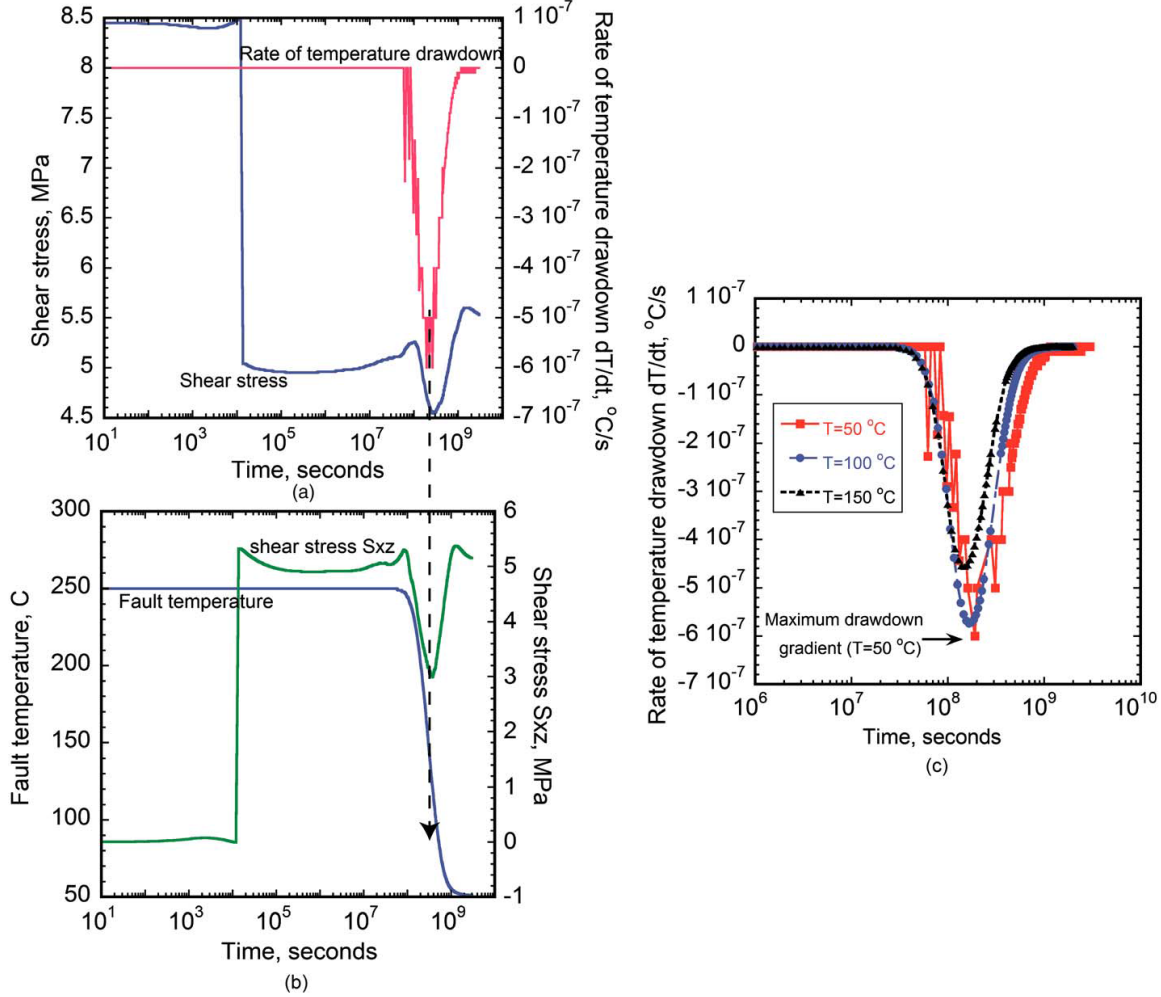 8.5
8
7.5
7
6.5
6
5.5
5
4.5
Shear stress, MPa
1 10⁻⁷
0
-1 10⁻⁷
-2 10⁻⁷
-3 10⁻⁷
-4 10⁻⁷
-5 10⁻⁷
-6 10⁻⁷
-7 10⁻⁷
Rate of temperature drawdown dT/dt, °C/s
Rate of temperature drawdown
Shear stress
10¹ 10³ 10⁵ 10⁷ 10⁹
Time, seconds
(a)
300
250
200
150
100
50
Fault temperature, C
6
5
4
3
2
1
0
-1
Shear stress Sxz, MPa
shear stress Sxz
Fault temperature
10¹ 10³ 10⁵ 10⁷ 10⁹
Time, seconds
(b)
1 10⁻⁷
0
-1 10⁻⁷
-2 10⁻⁷
-3 10⁻⁷
-4 10⁻⁷
-5 10⁻⁷
-6 10⁻⁷
-7 10⁻⁷
Rate of temperature drawdown dT/dt, °C/s
T=50 °C
T=100 °C
T=150 °C
Maximum drawdown
gradient (T=50 °C)
10⁶ 10⁷ 10⁸ 10⁹ 10¹⁰
Time, seconds
(c)